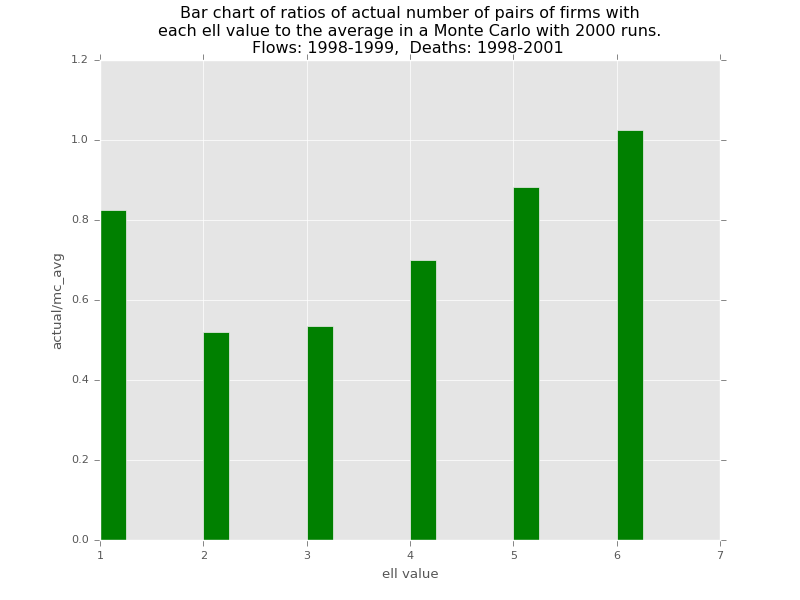 Bar chart of ratios of actual number of pairs of firms with
each ell value to the average in a Monte Carlo with 2000 runs.
Flows: 1998-1999,  Deaths: 1998-2001
1.2
1.0
0.8
0.6
0.4
0.2
0.0
actual/mc_avg
1 2 3 4 5 6 7
ell value